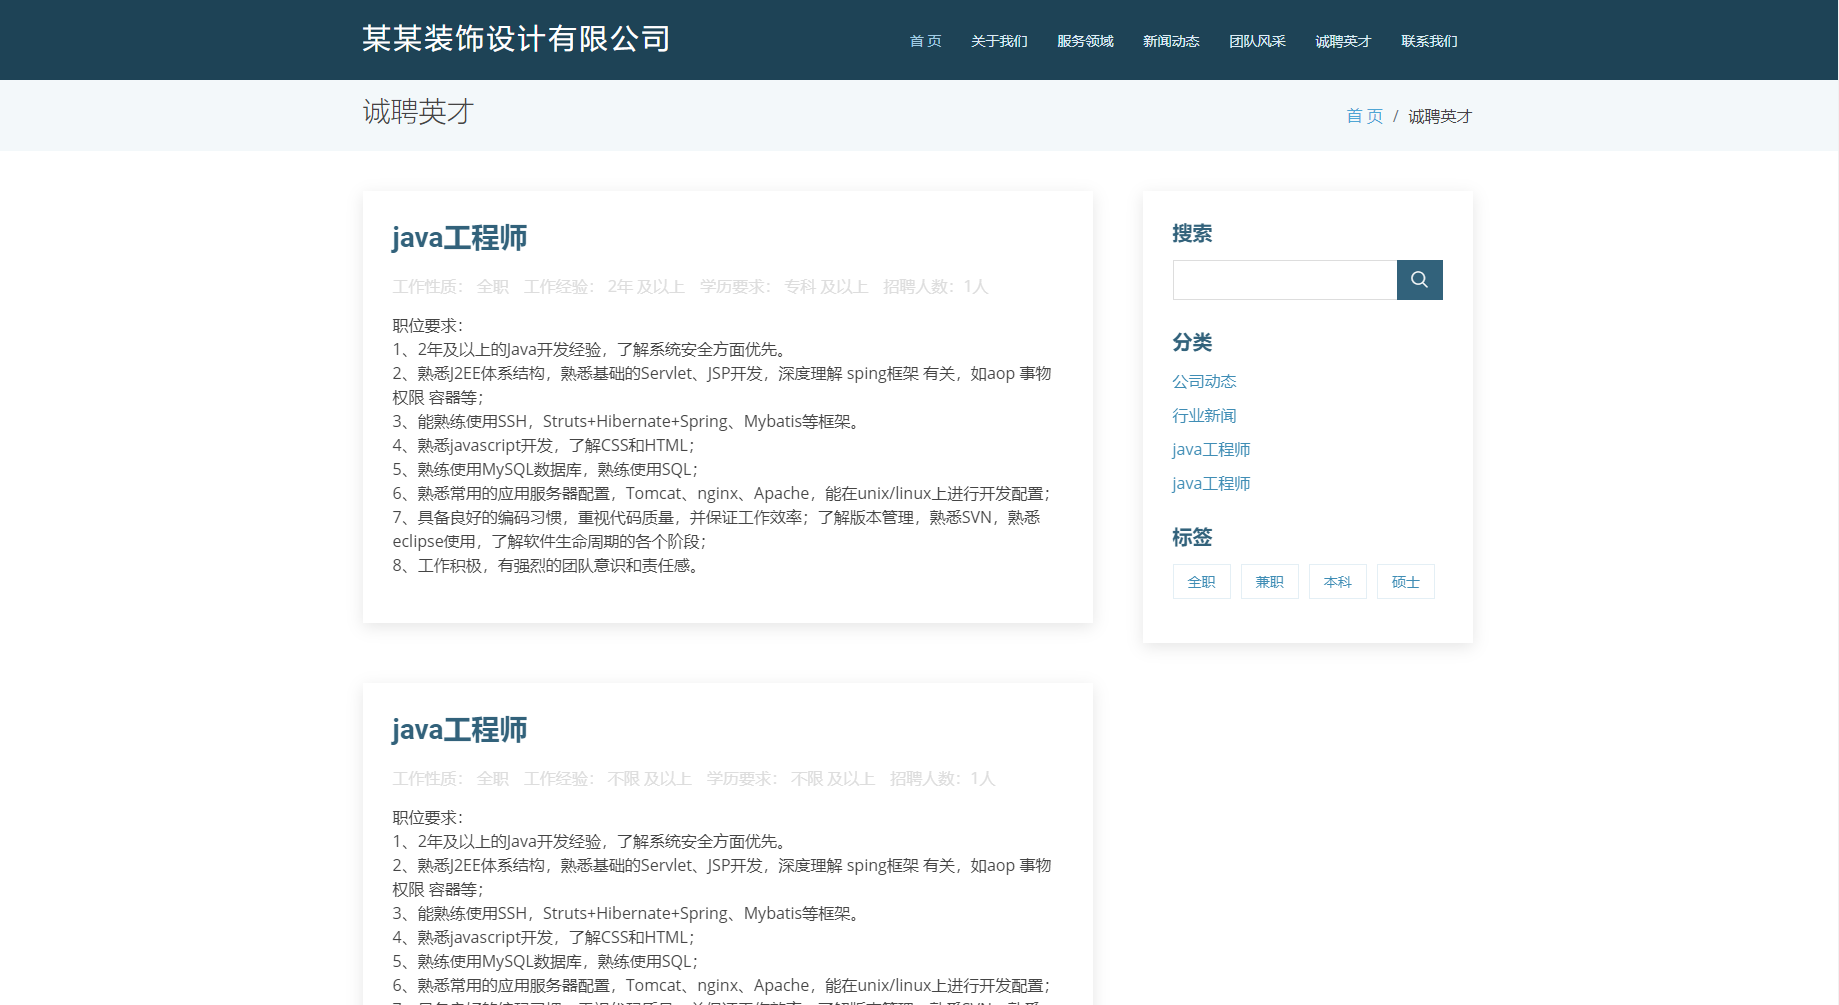 某某装饰设计有限公司
首 页 关于我们 服务领域 新闻动态 团队风采 诚聘英才 联系我们
诚聘英才
首 页 / 诚聘英才
java工程师
工作性质： 全职 工作经验： 2年 及以上 学历要求： 专科 及以上 招聘人数：1人
职位要求：
1、2年及以上的Java开发经验，了解系统安全方面优先。
2、熟悉J2EE体系结构，熟悉基础的Servlet、JSP开发，深度理解 sping框架 有关，如aop 事物
权限 容器等；
3、能熟练使用SSH，Struts+Hibernate+Spring、Mybatis等框架。
4、熟悉javascript开发，了解CSS和HTML；
5、熟练使用MySQL数据库，熟练使用SQL；
6、熟悉常用的应用服务器配置，Tomcat、nginx、Apache，能在unix/linux上进行开发配置；
7、具备良好的编码习惯，重视代码质量，并保证工作效率；了解版本管理，熟悉SVN，熟悉
eclipse使用，了解软件生命周期的各个阶段；
8、工作积极，有强烈的团队意识和责任感。
搜索
分类
公司动态
行业新闻
java工程师
java工程师
标签
全职 兼职 本科 硕士
java工程师
工作性质： 全职 工作经验： 不限 及以上 学历要求： 不限 及以上 招聘人数：1人
职位要求：
1、2年及以上的Java开发经验，了解系统安全方面优先。
2、熟悉J2EE体系结构，熟悉基础的Servlet、JSP开发，深度理解 sping框架 有关，如aop 事物
权限 容器等；
3、能熟练使用SSH，Struts+Hibernate+Spring、Mybatis等框架。
4、熟悉javascript开发，了解CSS和HTML；
5、熟练使用MySQL数据库，熟练使用SQL；
6、熟悉常用的应用服务器配置，Tomcat、nginx、Apache，能在unix/linux上进行开发配置；